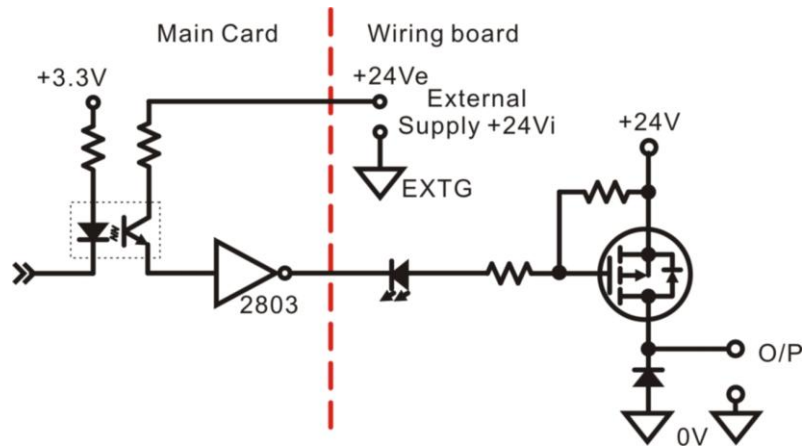 Main Card
Wiring board
+3.3V
+24Ve
External
Supply +24Vi
+24V
EXTG
2803
O/P
0V